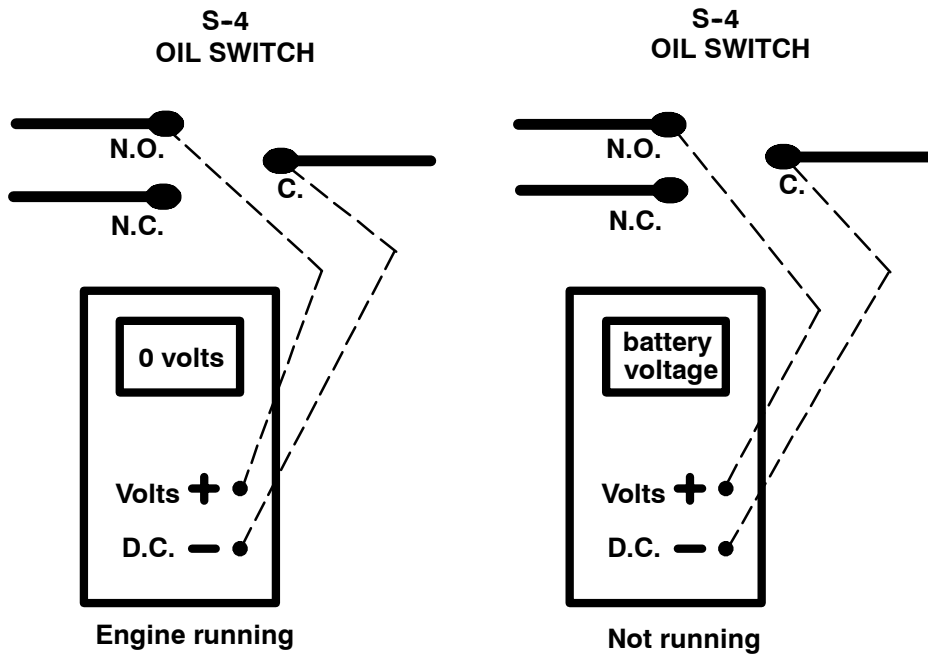 S-4
OIL SWITCH
N.O.
C.
N.C.
0 volts
Volts + 
D.C. −
Engine running
S-4
OIL SWITCH
N.O.
C.
N.C.
battery
voltage
Volts +
D.C. −
Not running